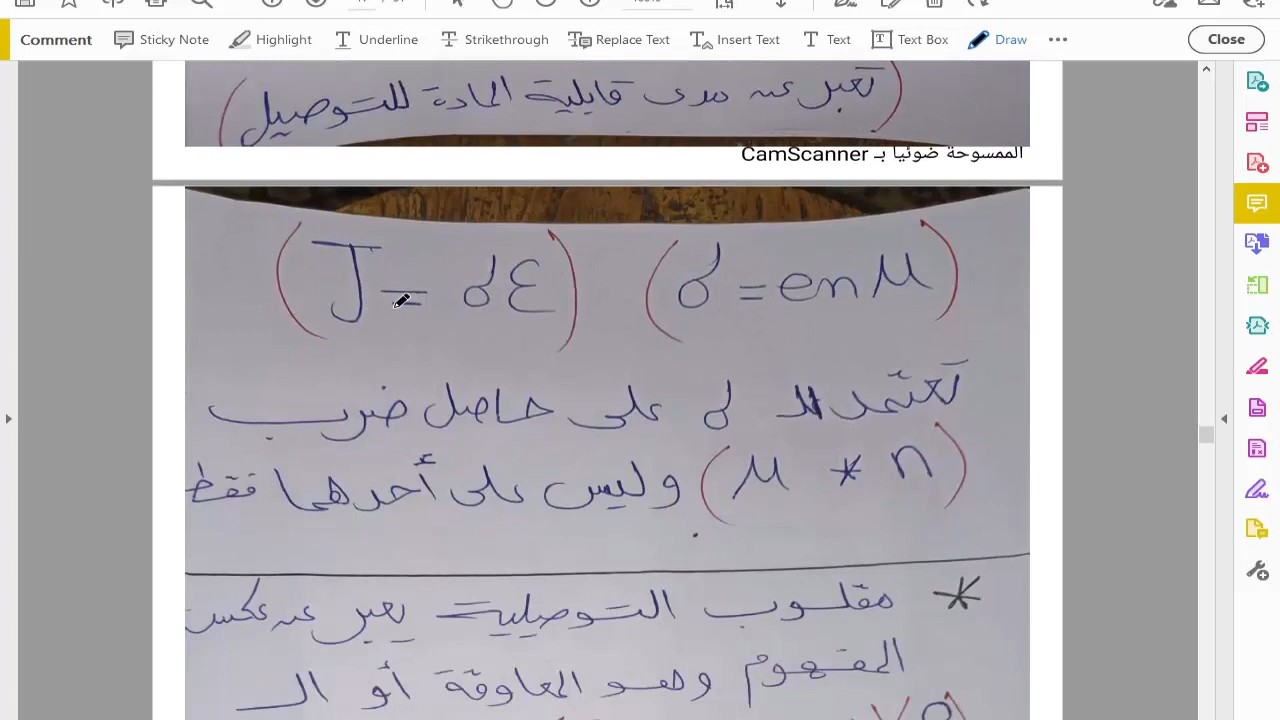 Comment Sticky Note Highlight Underline Strikethrough Replace Text Insert Text Text Text Box Draw Close
(تعبر عن مدى قابلية المادة للتوصيل)
الممسوحة ضوئيا بـ CamScanner
(J = σE) (σ = enμ)
تعتمد الـ σ على حاصل ضرب
(μ * n) وليس على أحدهما فقط
* مقلوب التوصيلية = يعبر عن عكس
المفهوم وهو المعاوقة أو الـ